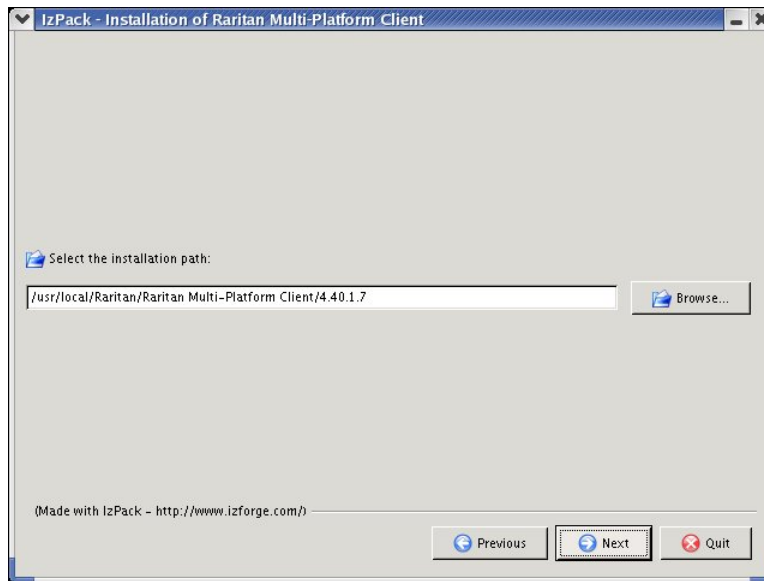 IzPack - Installation of Raritan Multi-Platform Client
Select the installation path:
/usr/local/Raritan/Raritan Multi-Platform Client/4.40.1.7
Browse...
(Made with IzPack - http://www.izforge.com/)
Previous
Next
Quit